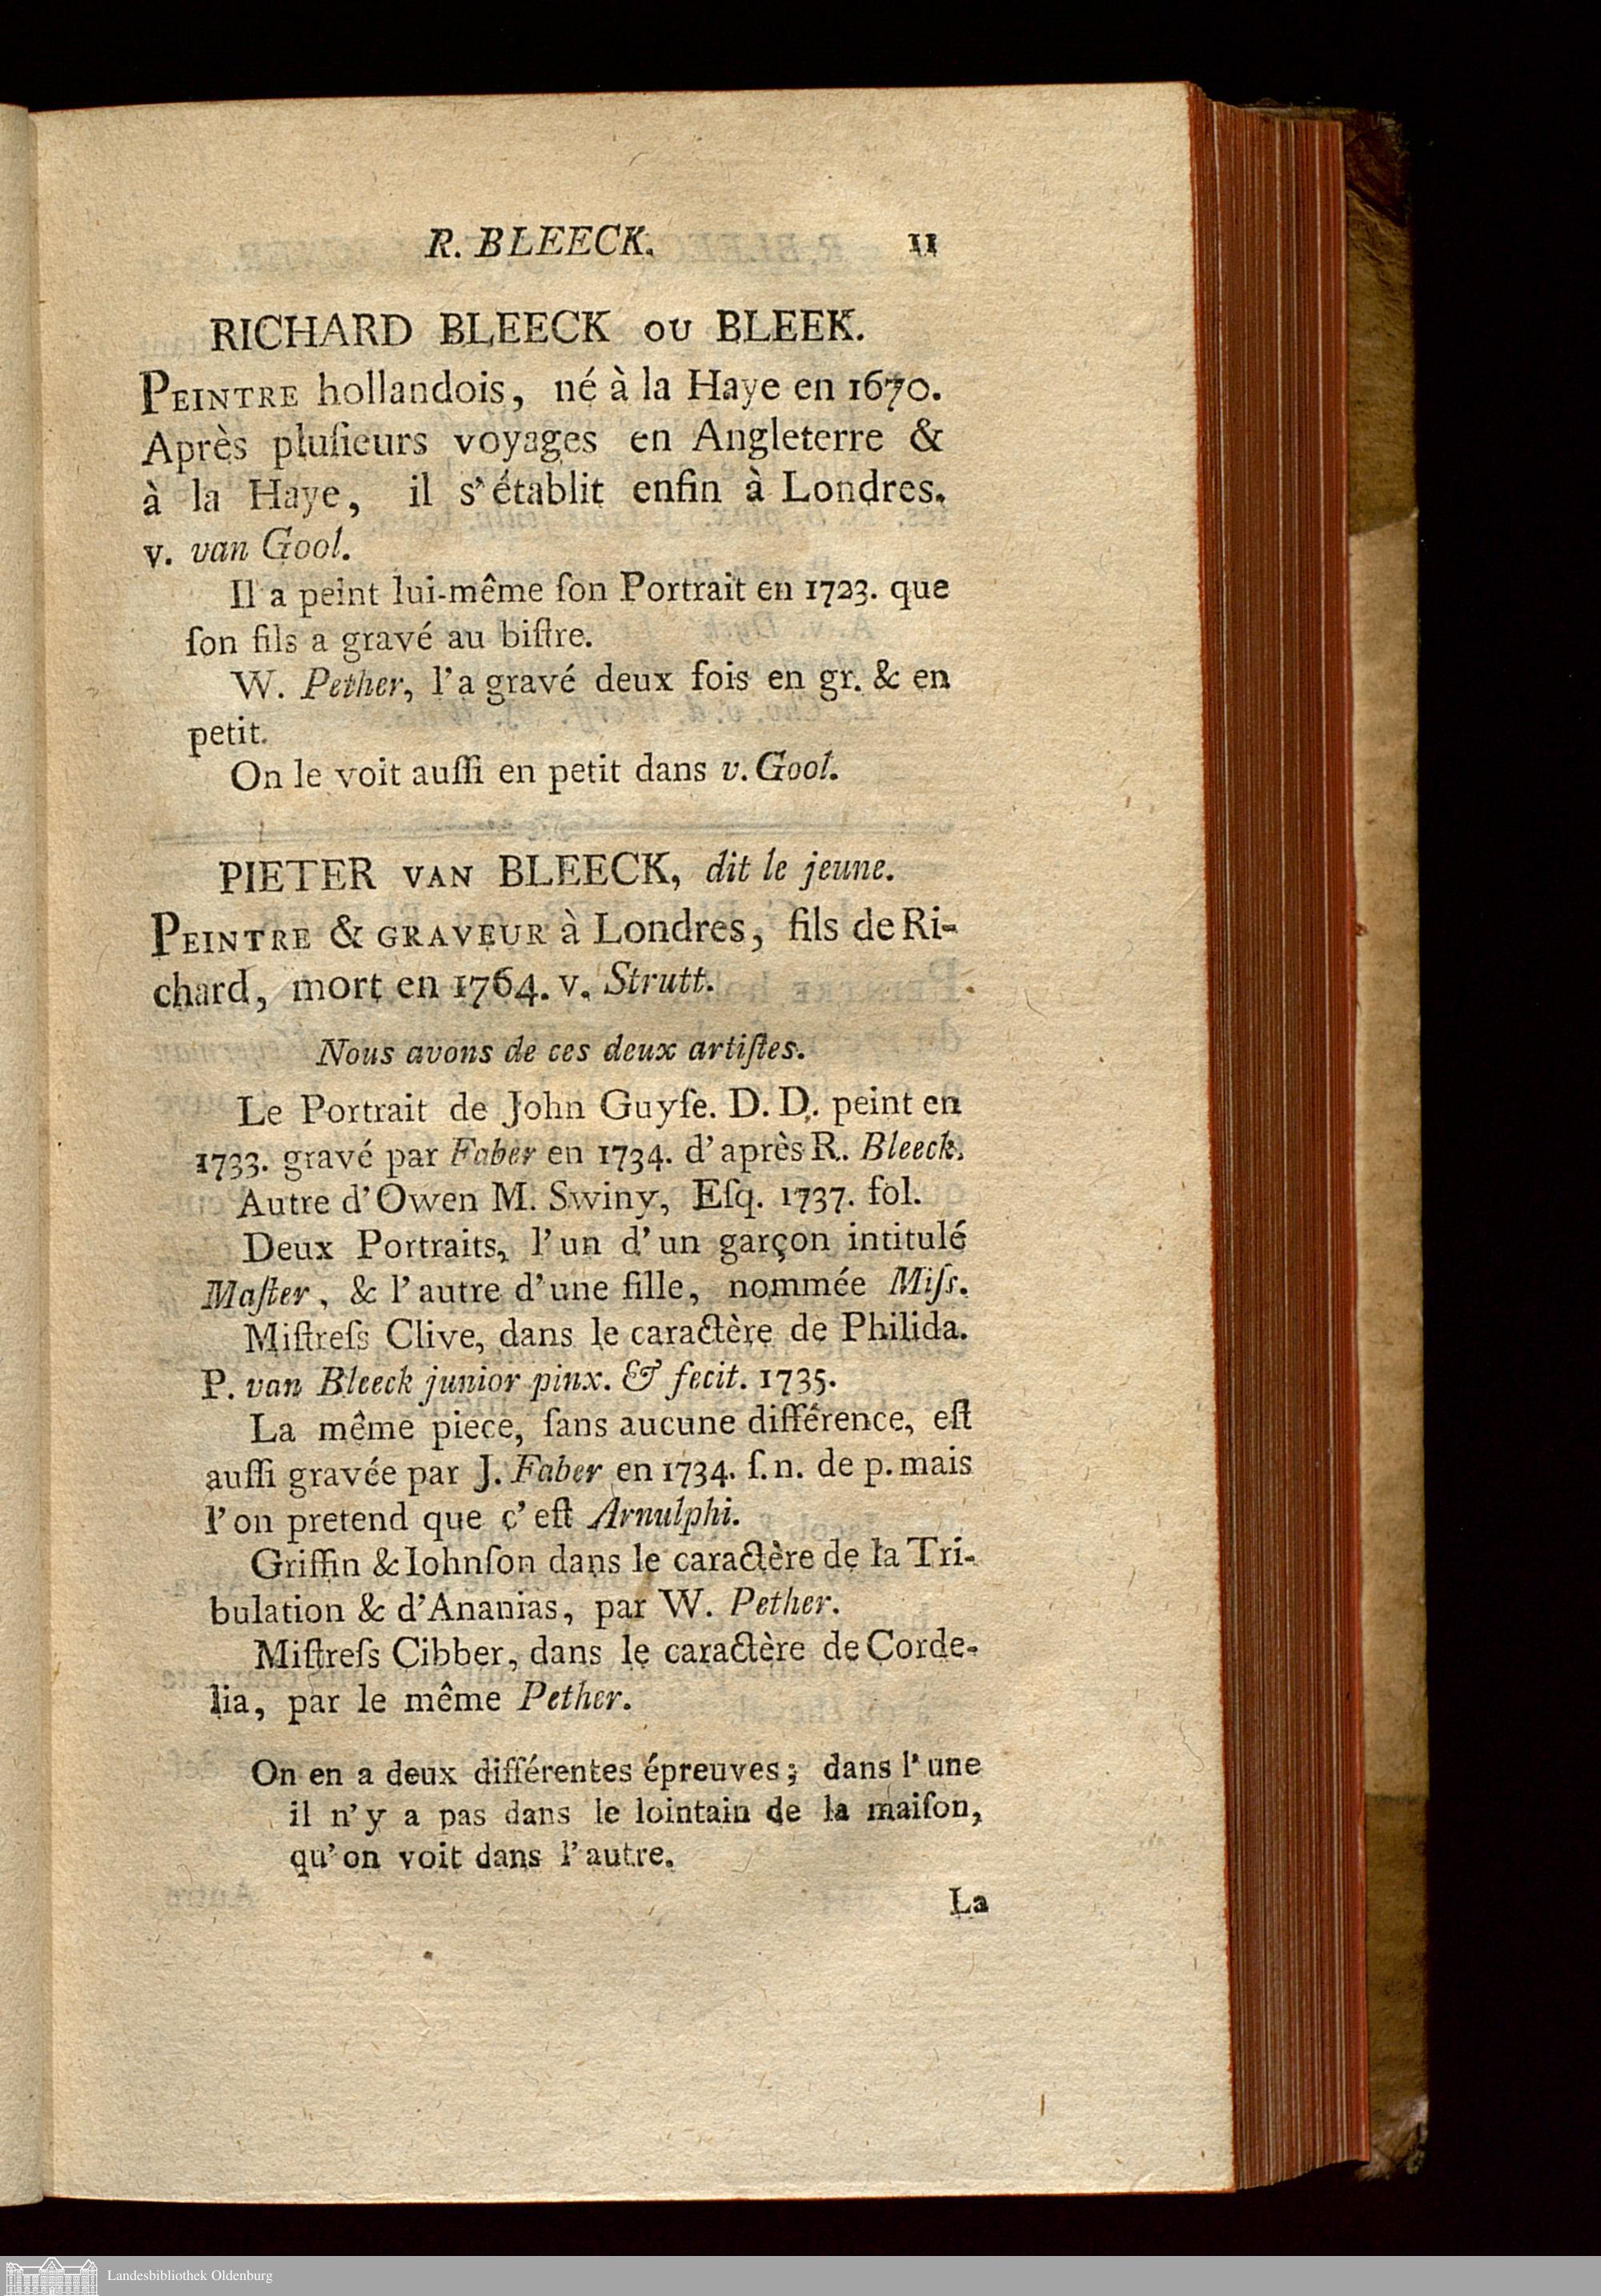 R. BLEECK. 11
RICHARD BLEECK OU BLEEK.
PEINTRE hollandois, né à la Haye en 1670.
Après pluſieurs voyages en Angleterre &
à la Haye, il s'établit enfin à Londres.
v. van Gool.
Il a peint lui-même ſon Portrait en 1723. que
ſon fils a gravé au biſtre.
W. Pether, l'a gravé deux fois en gr. & en
petit.
On le voit auſſi en petit dans v. Gool.
PIETER VAN BLEECK, dit le jeune.
PEINTRE & GRAVEUR à Londres, fils de Ri-
chard, mort en 1764. v. Strutt.
Nous avons de ces deux artiſtes.
Le Portrait de John Guyſe. D. D. peint en
1733. gravé par Faber en 1734. d'après R. Bleeck.
Autre d'Owen M. Swiny, Eſq. 1737. fol.
Deux Portraits, l'un d'un garçon intitulé
Maſter, & l'autre d'une fille, nommée Miſs.
Miſtreſs Clive, dans le caractère de Philida.
P. van Bleeck junior pinx. & fecit. 1735.
La même piece, ſans aucune différence, eſt
auſſi gravée par J. Faber en 1734. ſ. n. de p. mais
l'on pretend que ç'eſt Arnulphi.
Griffin & Iohnſon dans le caractère de la Tri-
bulation & d'Ananias, par W. Pether.
Miſtreſs Cibber, dans le caractère de Corde-
lia, par le même Pether.
On en a deux différentes épreuves; dans l'une
il n'y a pas dans le lointain de la maiſon,
qu'on voit dans l'autre.
La
Landesbibliothek Oldenburg